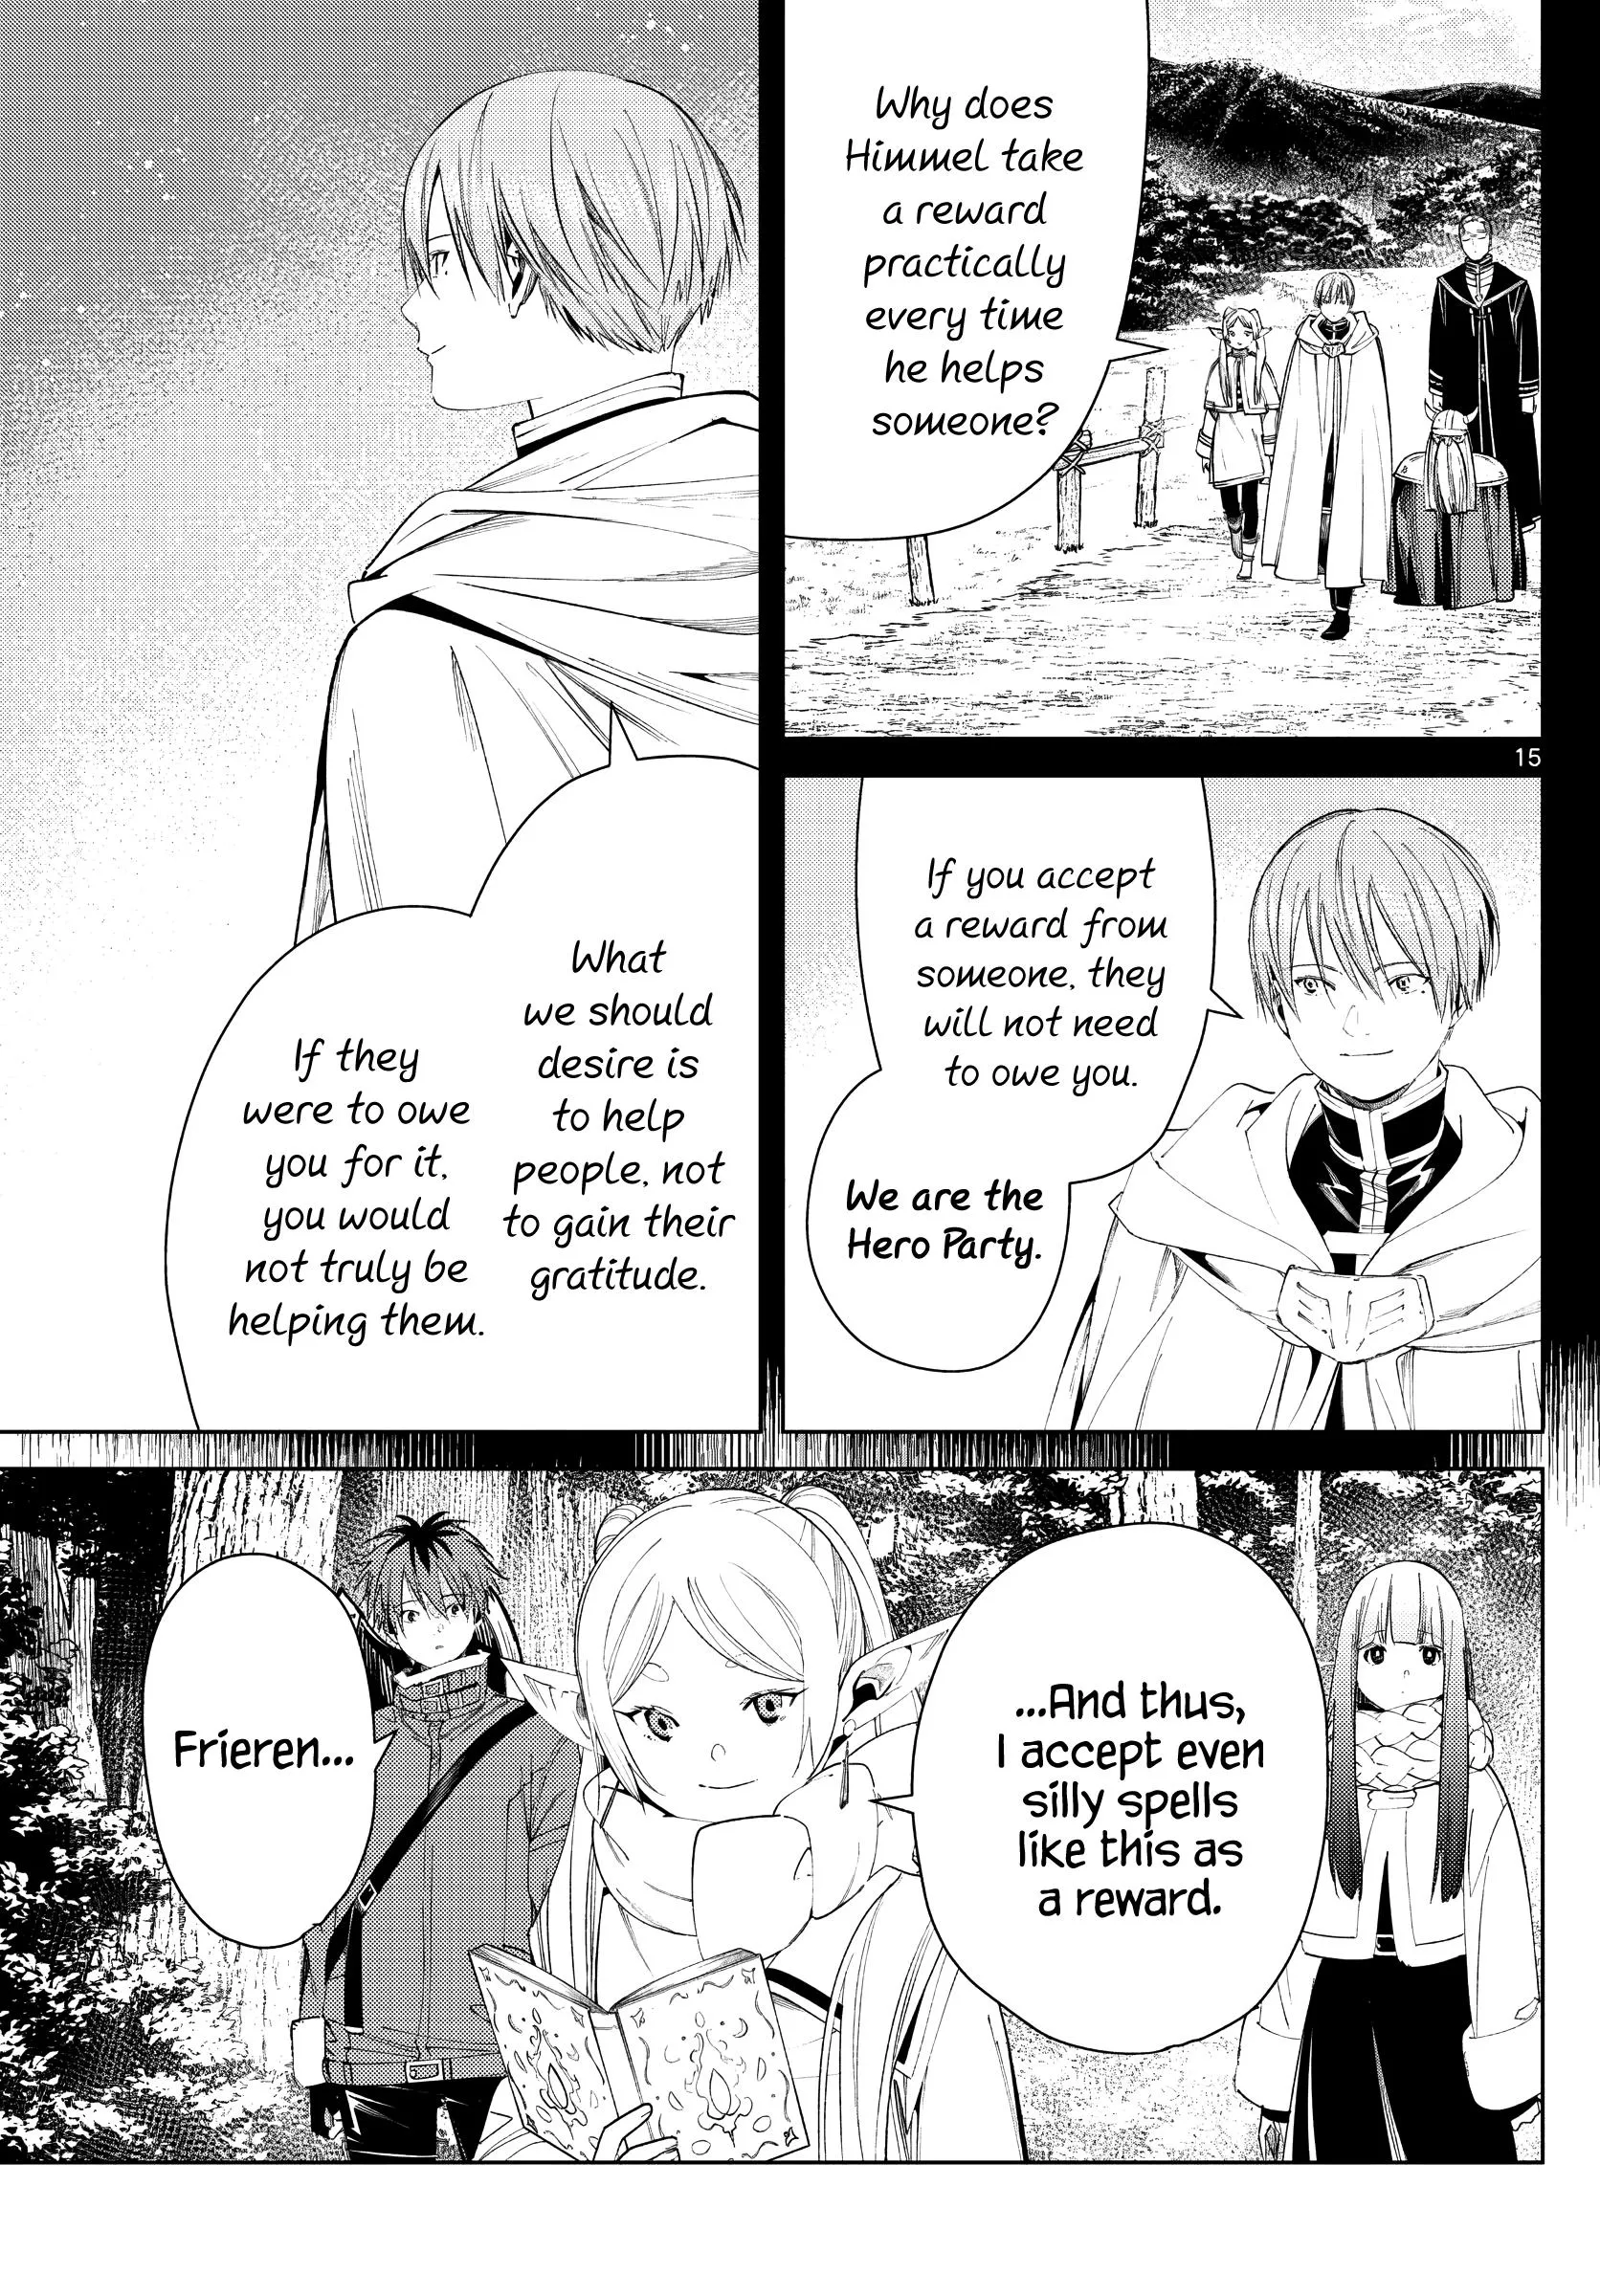 Why does
Himmel take
a reward
practically
every time
he helps
someone?
15
If you accept
a reward from
someone, they
will not need
to owe you.
We are the
Hero Party.
What
we should
desire is
to help
people, not
to gain their
gratitude.
If they
were to owe
you for it,
you would
not truly be
helping them.
...And thus,
I accept even
silly spells
like this as
a reward.
Frieren...